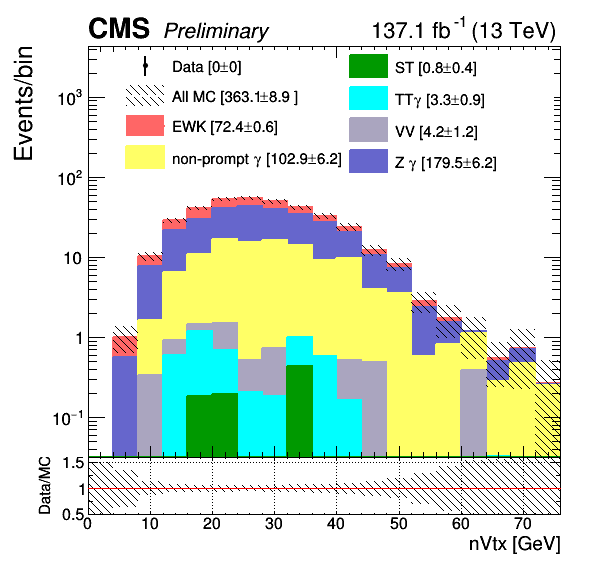 CMS Preliminary 137.1 fb⁻¹ (13 TeV)
Events/bin
Data [0±0]
All MC [363.1±8.9 ]
EWK [72.4±0.6]
non-prompt γ [102.9±6.2]
ST [0.8±0.4]
TTγ [3.3±0.9]
VV [4.2±1.2]
Z γ [179.5±6.2]
10³
10²
10
1
10⁻¹
Data/MC
1.5
1
0.5
0 10 20 30 40 50 60 70
nVtx [GeV]